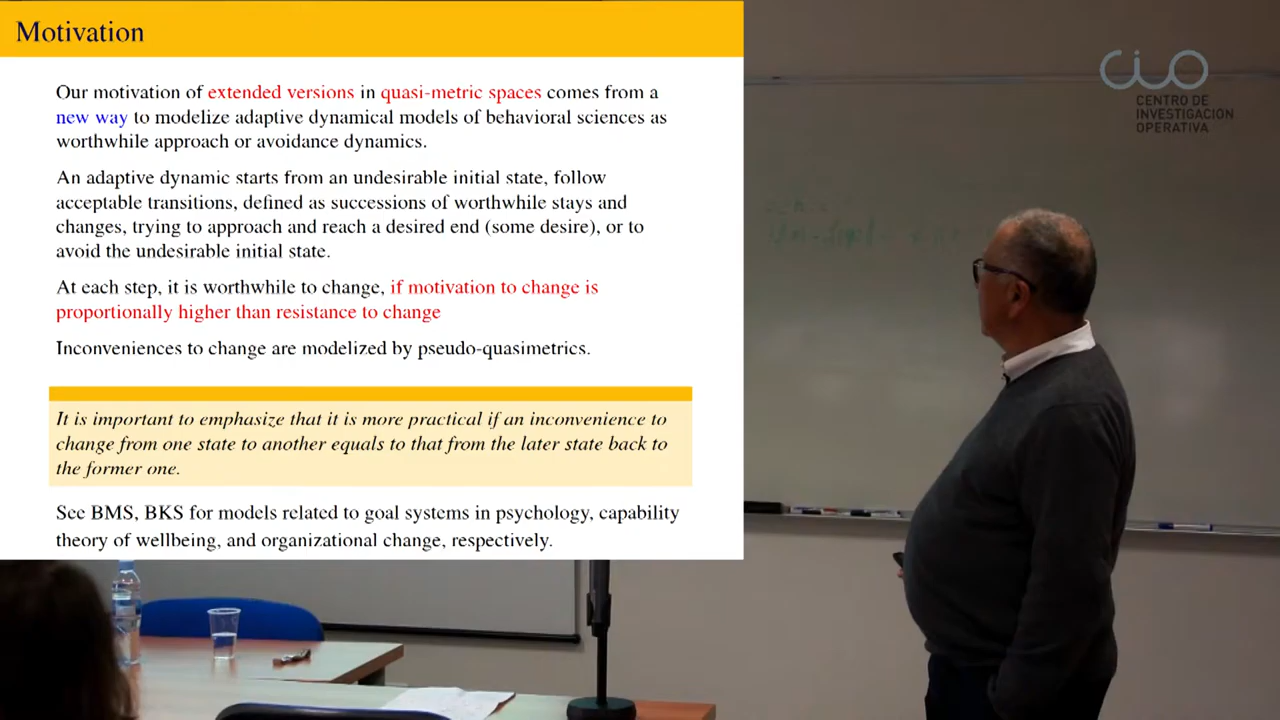 Motivation
Our motivation of extended versions in quasi-metric spaces comes from a
new way to modelize adaptive dynamical models of behavioral sciences as
worthwhile approach or avoidance dynamics.
An adaptive dynamic starts from an undesirable initial state, follow
acceptable transitions, defined as successions of worthwhile stays and
changes, trying to approach and reach a desired end (some desire), or to
avoid the undesirable initial state.
At each step, it is worthwhile to change, if motivation to change is
proportionally higher than resistance to change
Inconveniences to change are modelized by pseudo-quasimetrics.
It is important to emphasize that it is more practical if an inconvenience to
change from one state to another equals to that from the later state back to
the former one.
See BMS, BKS for models related to goal systems in psychology, capability
theory of wellbeing, and organizational change, respectively.
cio
CENTRO DE
INVESTIGACION
OPERATIVA